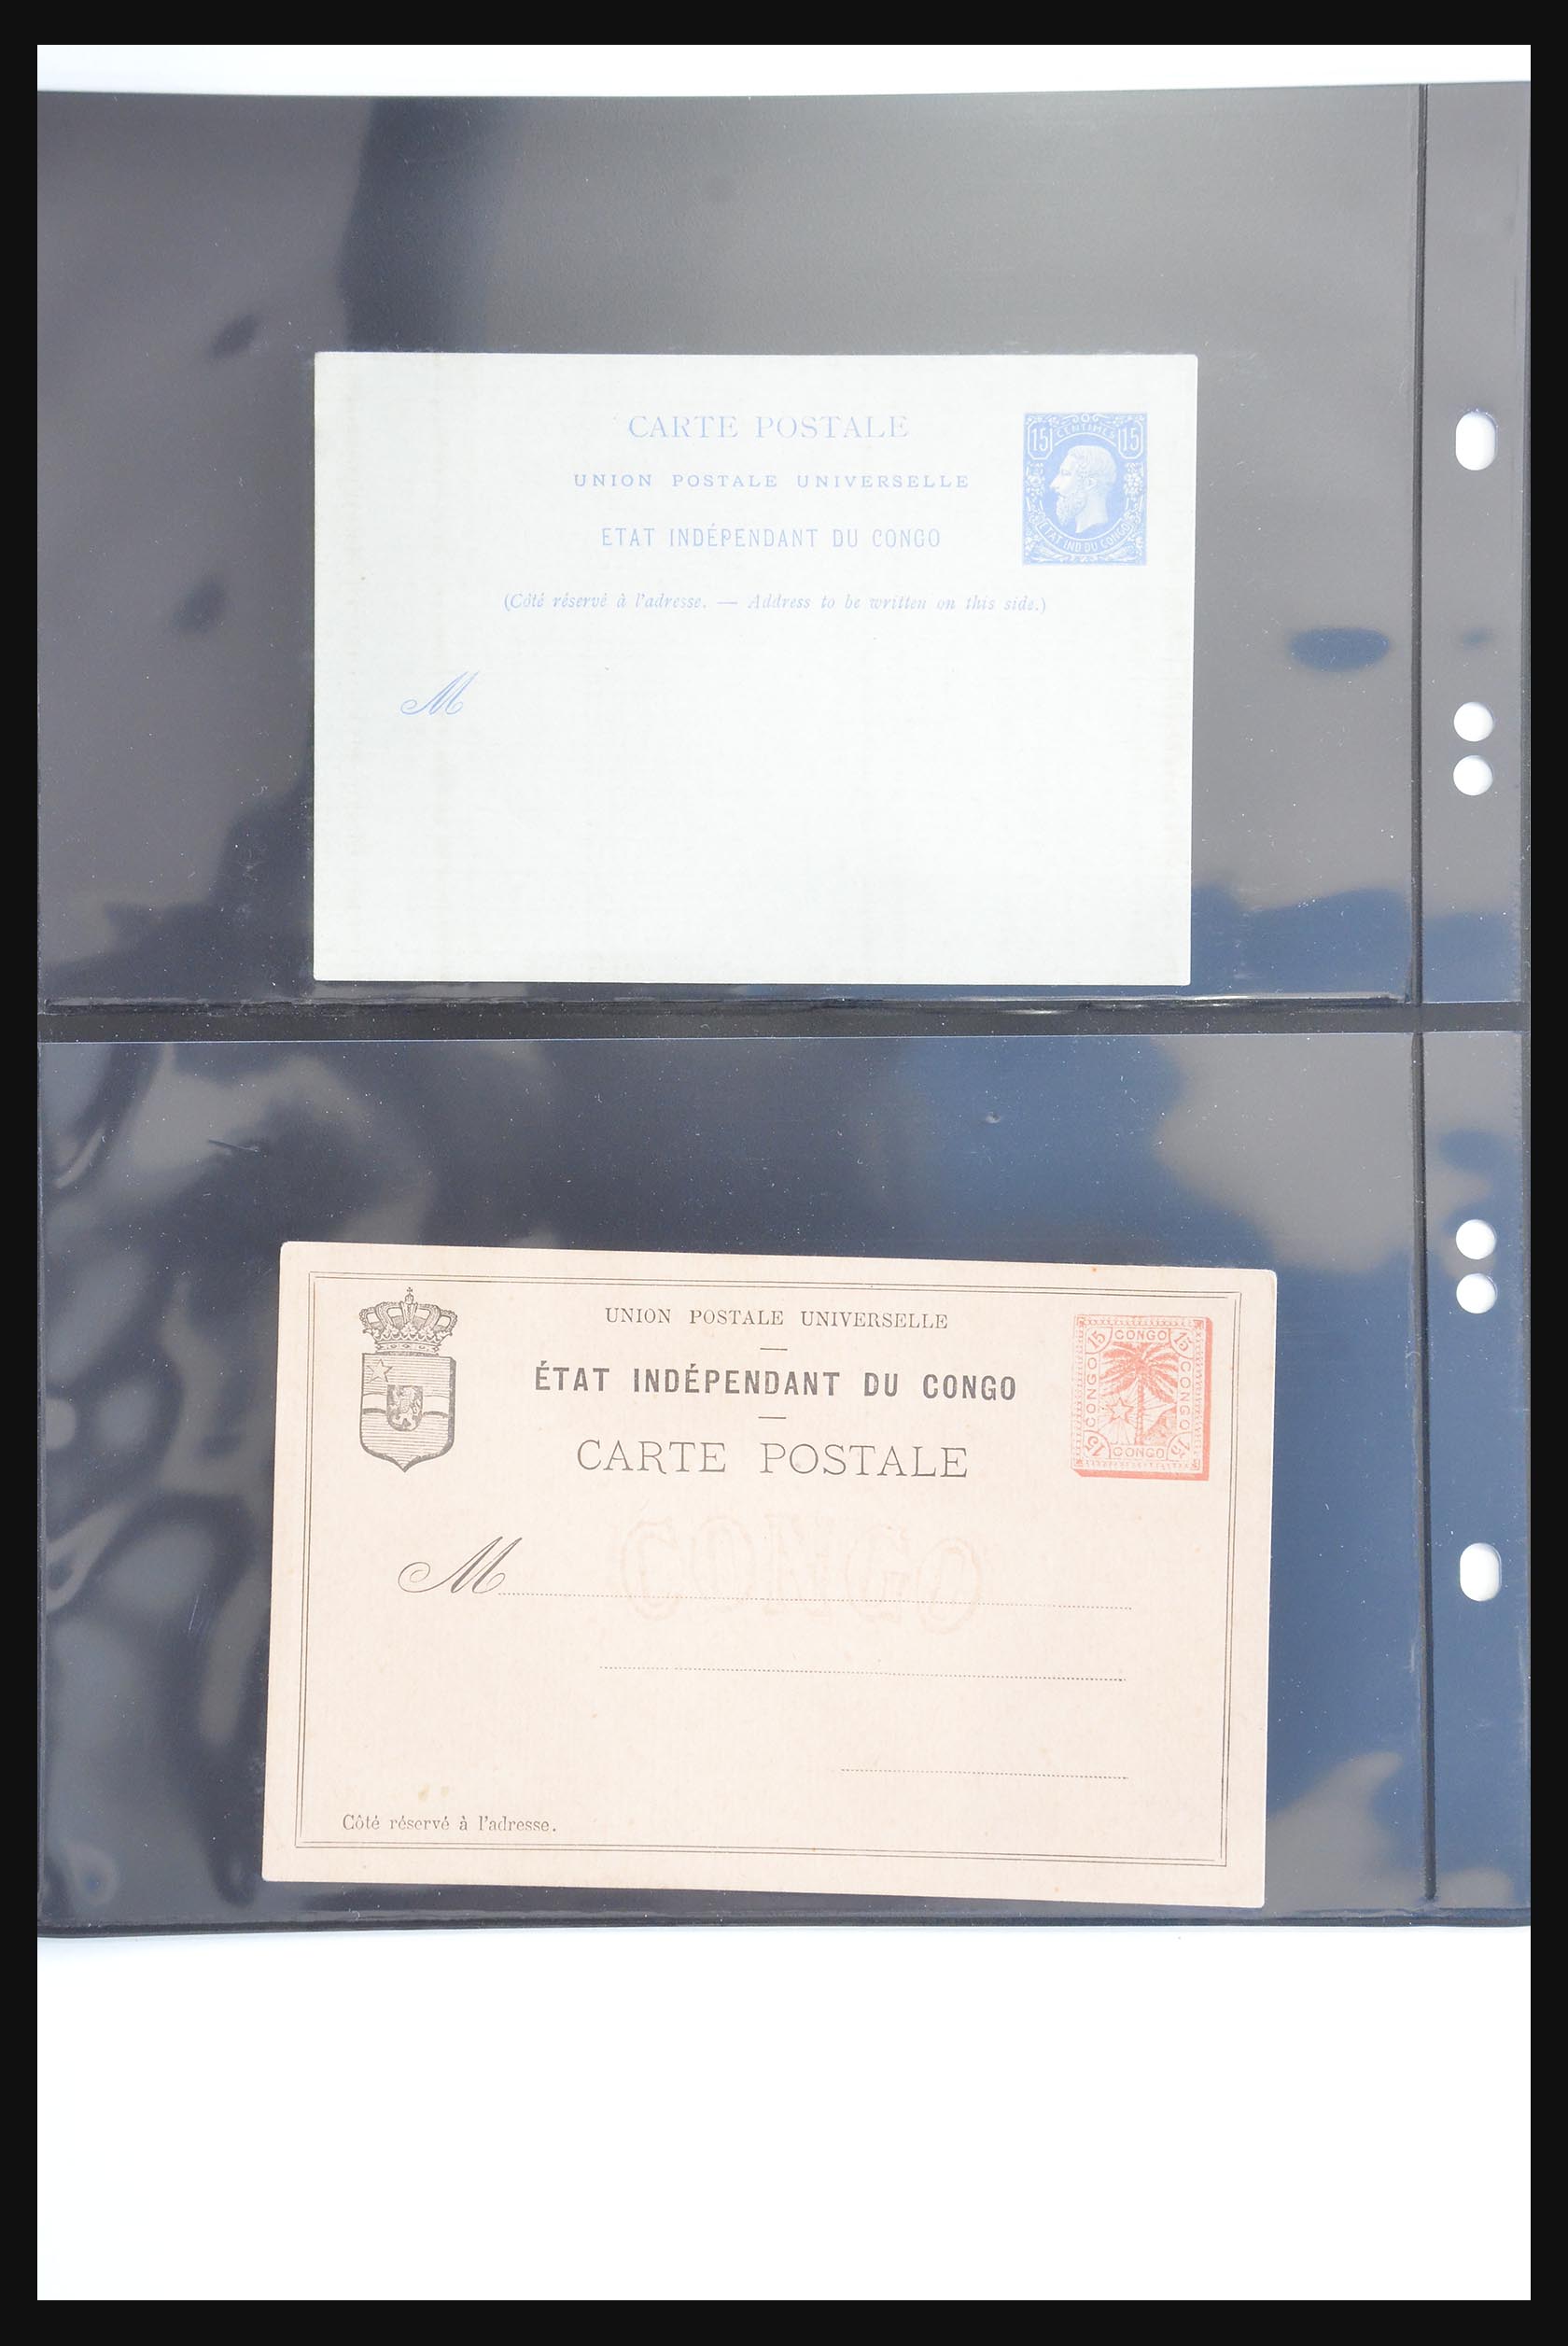 CARTE POSTALE
UNION POSTALE UNIVERSELLE
ETAT INDÉPENDANT DU CONGO
(Côté réservé à l'adresse. — Address to be written on this side.)
M
15 CENTIMES 15
ETAT IND DU CONGO
UNION POSTALE UNIVERSELLE
ÉTAT INDÉPENDANT DU CONGO
CARTE POSTALE
15 CONGO 15
CONGO
CONGO
15 CONGO 15
CONGO
M
Côté réservé à l'adresse.